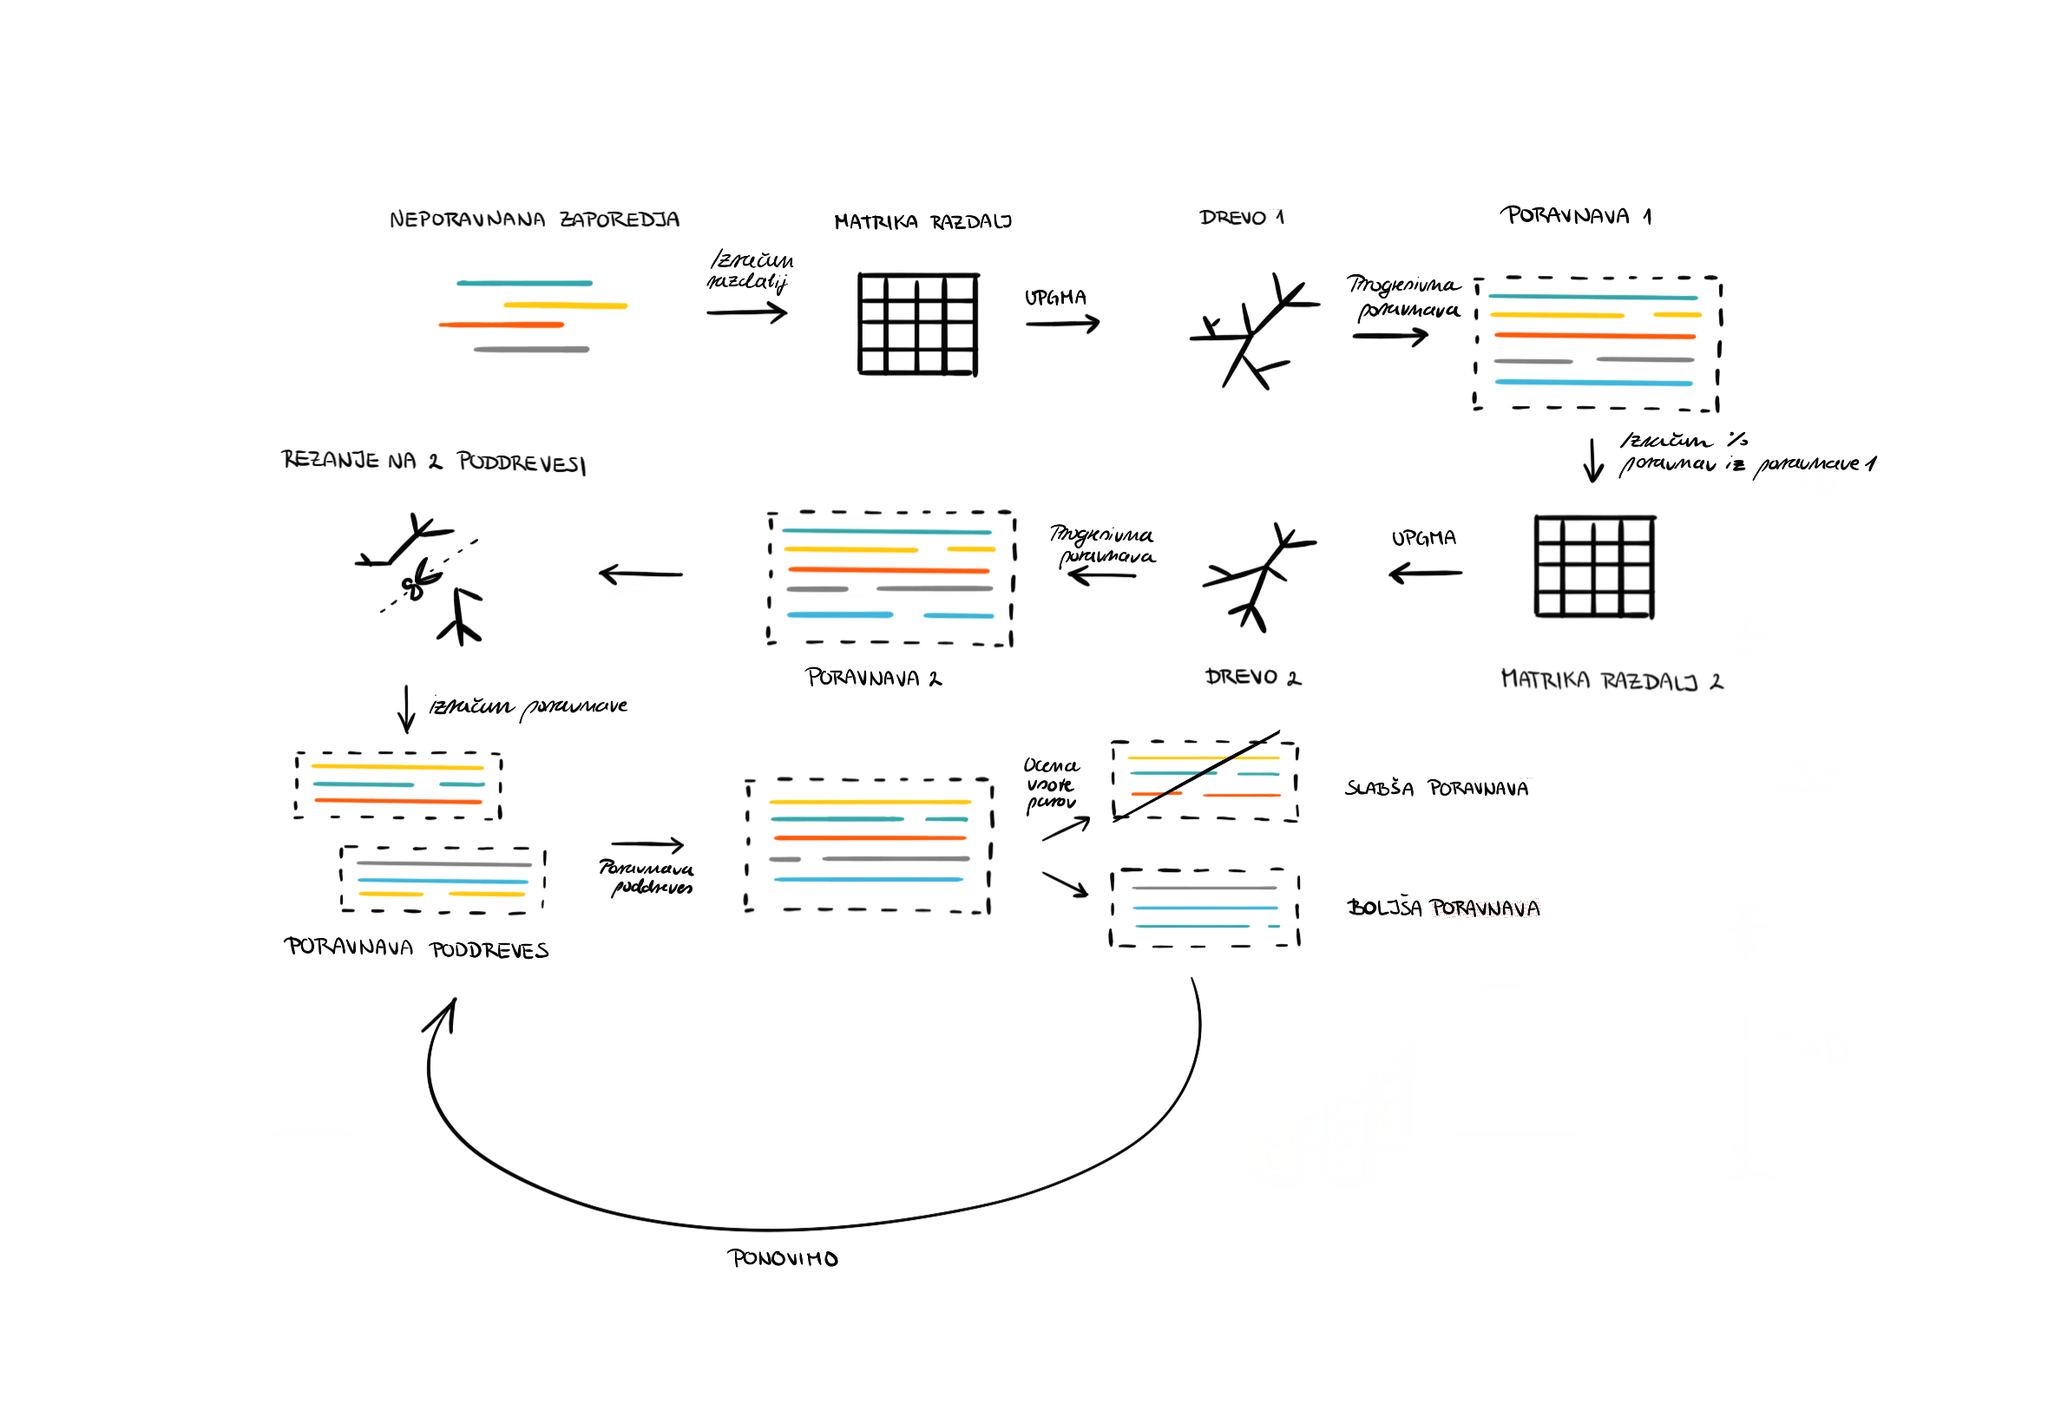 NEPORAVNANA ZAPOREDJA
Izračun
razdalij
MATRIKA RAZDALJ
UPGMA
DREVO 1
Progresivna
poravnava
PORAVNAVA 1
Izračun %
poravnav iz poravnave 1
MATRIKA RAZDALJ 2
UPGMA
DREVO 2
Progresivna
poravnava
PORAVNAVA 2
REZANJE NA 2 PODDREVESI
izračun poravnave
PORAVNAVA PODDREVES
Poravnava
poddreves
Ocena
vsote
parov
SLABŠA PORAVNAVA
BOLJŠA PORAVNAVA
PONOVIMO